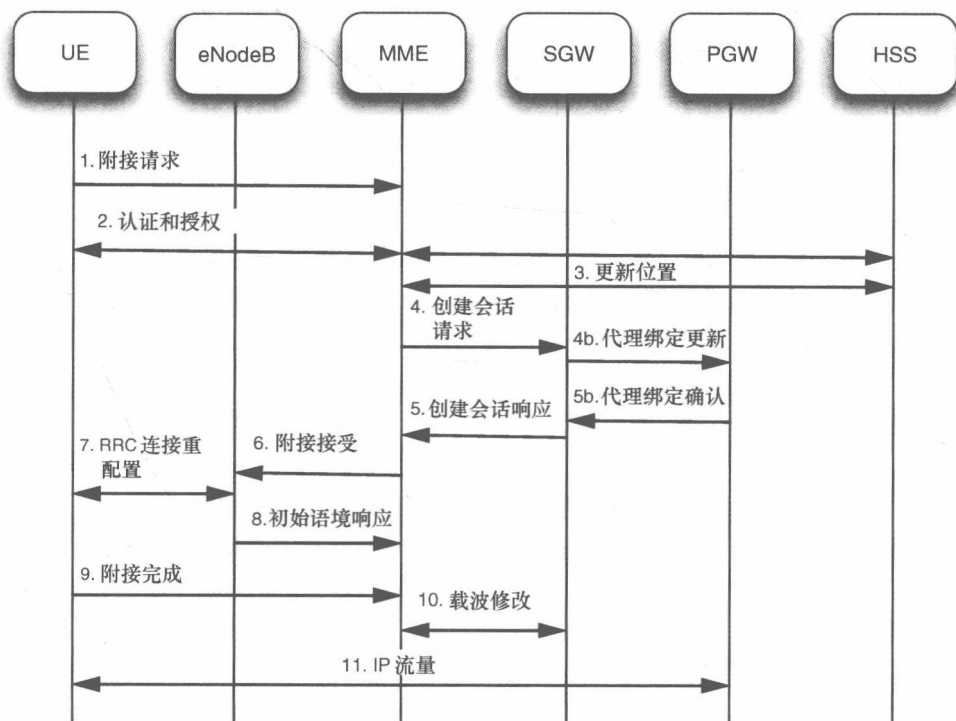 UE
eNodeB
MME
SGW
PGW
HSS
1. 附接请求
2. 认证和授权
3. 更新位置
4. 创建会话
请求
4b. 代理绑定更新
5b. 代理绑定确认
5. 创建会话响应
6. 附接接受
7. RRC 连接重
配置
8. 初始语境响应
9. 附接完成
10. 载波修改
11. IP 流量